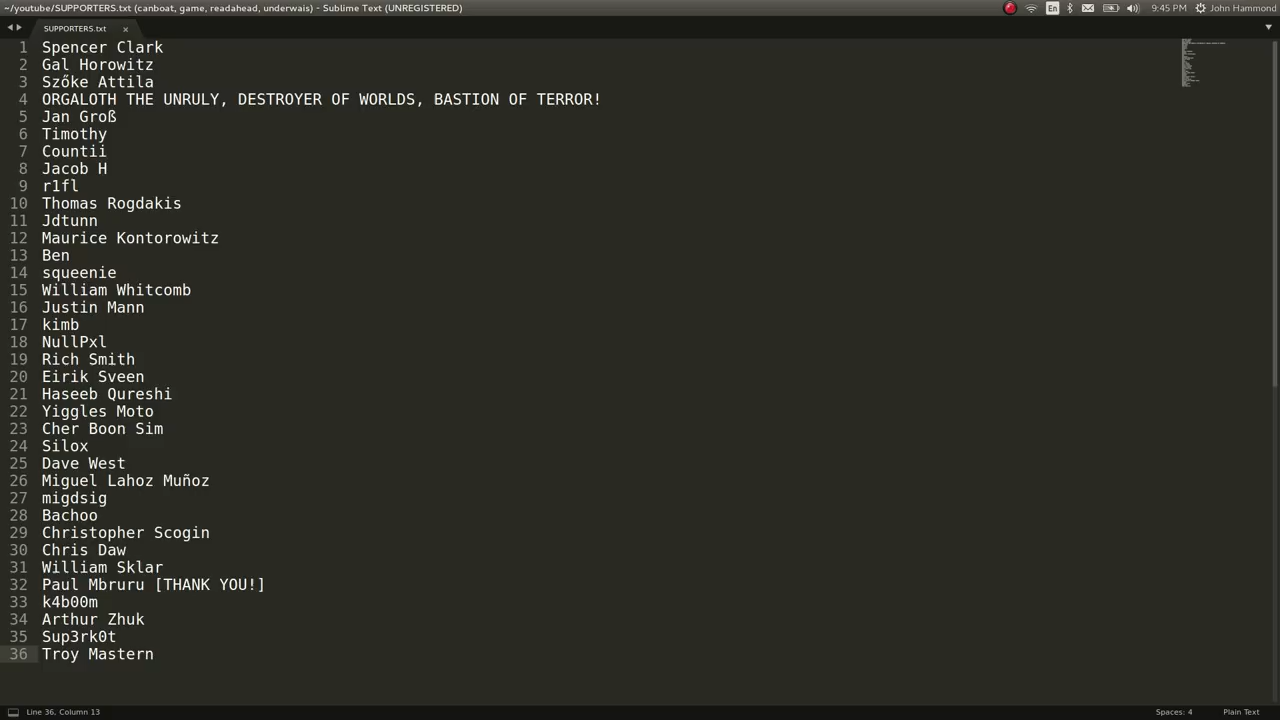 ~/youtube/SUPPORTERS.txt (canboat, game, readahead, underwais) - Sublime Text (UNREGISTERED)
En
9:45 PM
John Hammond
SUPPORTERS.txt ×
1 Spencer Clark
2 Gal Horowitz
3 Szőke Attila
4 ORGALOTH THE UNRULY, DESTROYER OF WORLDS, BASTION OF TERROR!
5 Jan Groß
6 Timothy
7 Countii
8 Jacob H
9 r1fl
10 Thomas Rogdakis
11 Jdtunn
12 Maurice Kontorowitz
13 Ben
14 squeenie
15 William Whitcomb
16 Justin Mann
17 kimb
18 NullPxl
19 Rich Smith
20 Eirik Sveen
21 Haseeb Qureshi
22 Yiggles Moto
23 Cher Boon Sim
24 Silox
25 Dave West
26 Miguel Lahoz Muñoz
27 migdsig
28 Bachoo
29 Christopher Scogin
30 Chris Daw
31 William Sklar
32 Paul Mbruru [THANK YOU!]
33 k4b00m
34 Arthur Zhuk
35 Sup3rk0t
36 Troy Mastern
Line 36, Column 13
Spaces: 4
Plain Text